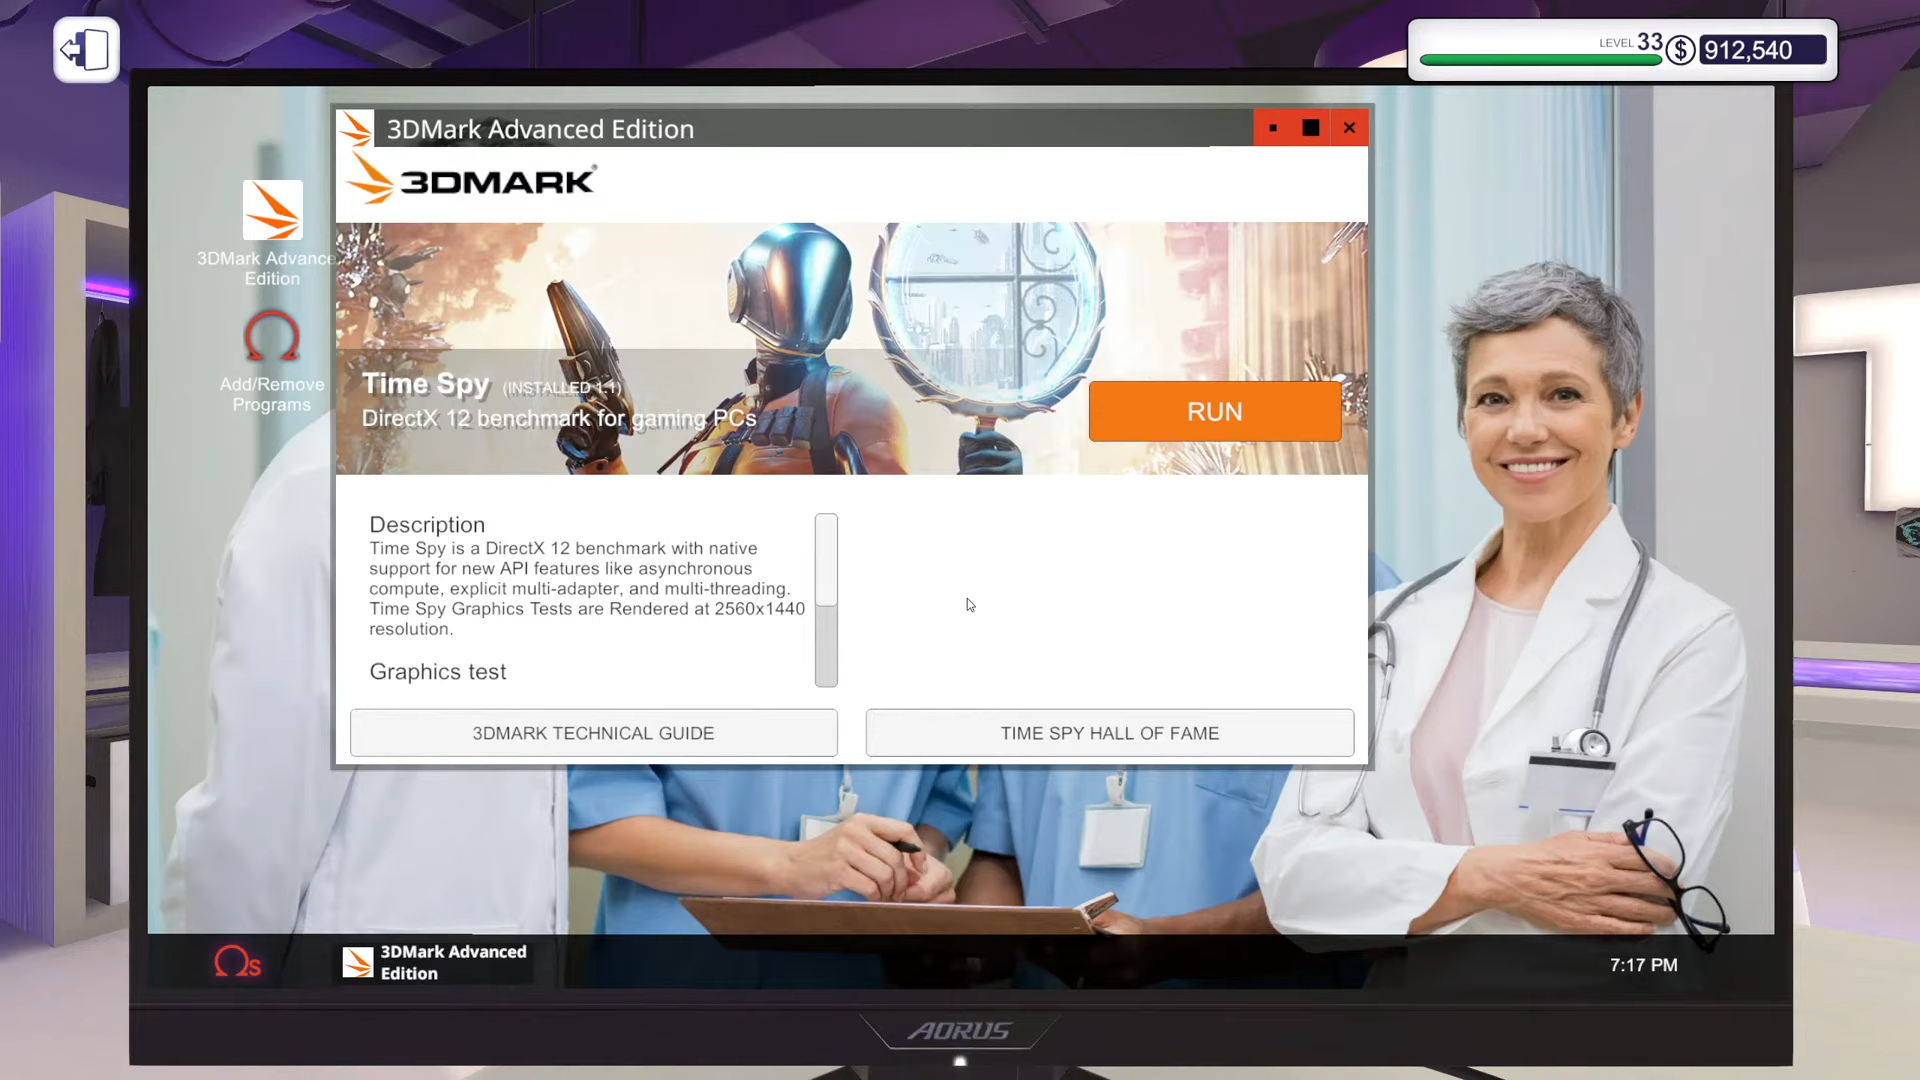 LEVEL 33 $ 912,540
3DMark Advanced Edition
3DMARK
3DMark Advance
Edition
Add/Remove
Programs
Time Spy (INSTALLED 1.1)
DirectX 12 benchmark for gaming PCs
RUN
Description
Time Spy is a DirectX 12 benchmark with native
support for new API features like asynchronous
compute, explicit multi-adapter, and multi-threading.
Time Spy Graphics Tests are Rendered at 2560x1440
resolution.
Graphics test
3DMARK TECHNICAL GUIDE
TIME SPY HALL OF FAME
Ωs
3DMark Advanced
Edition
7:17 PM
AORUS